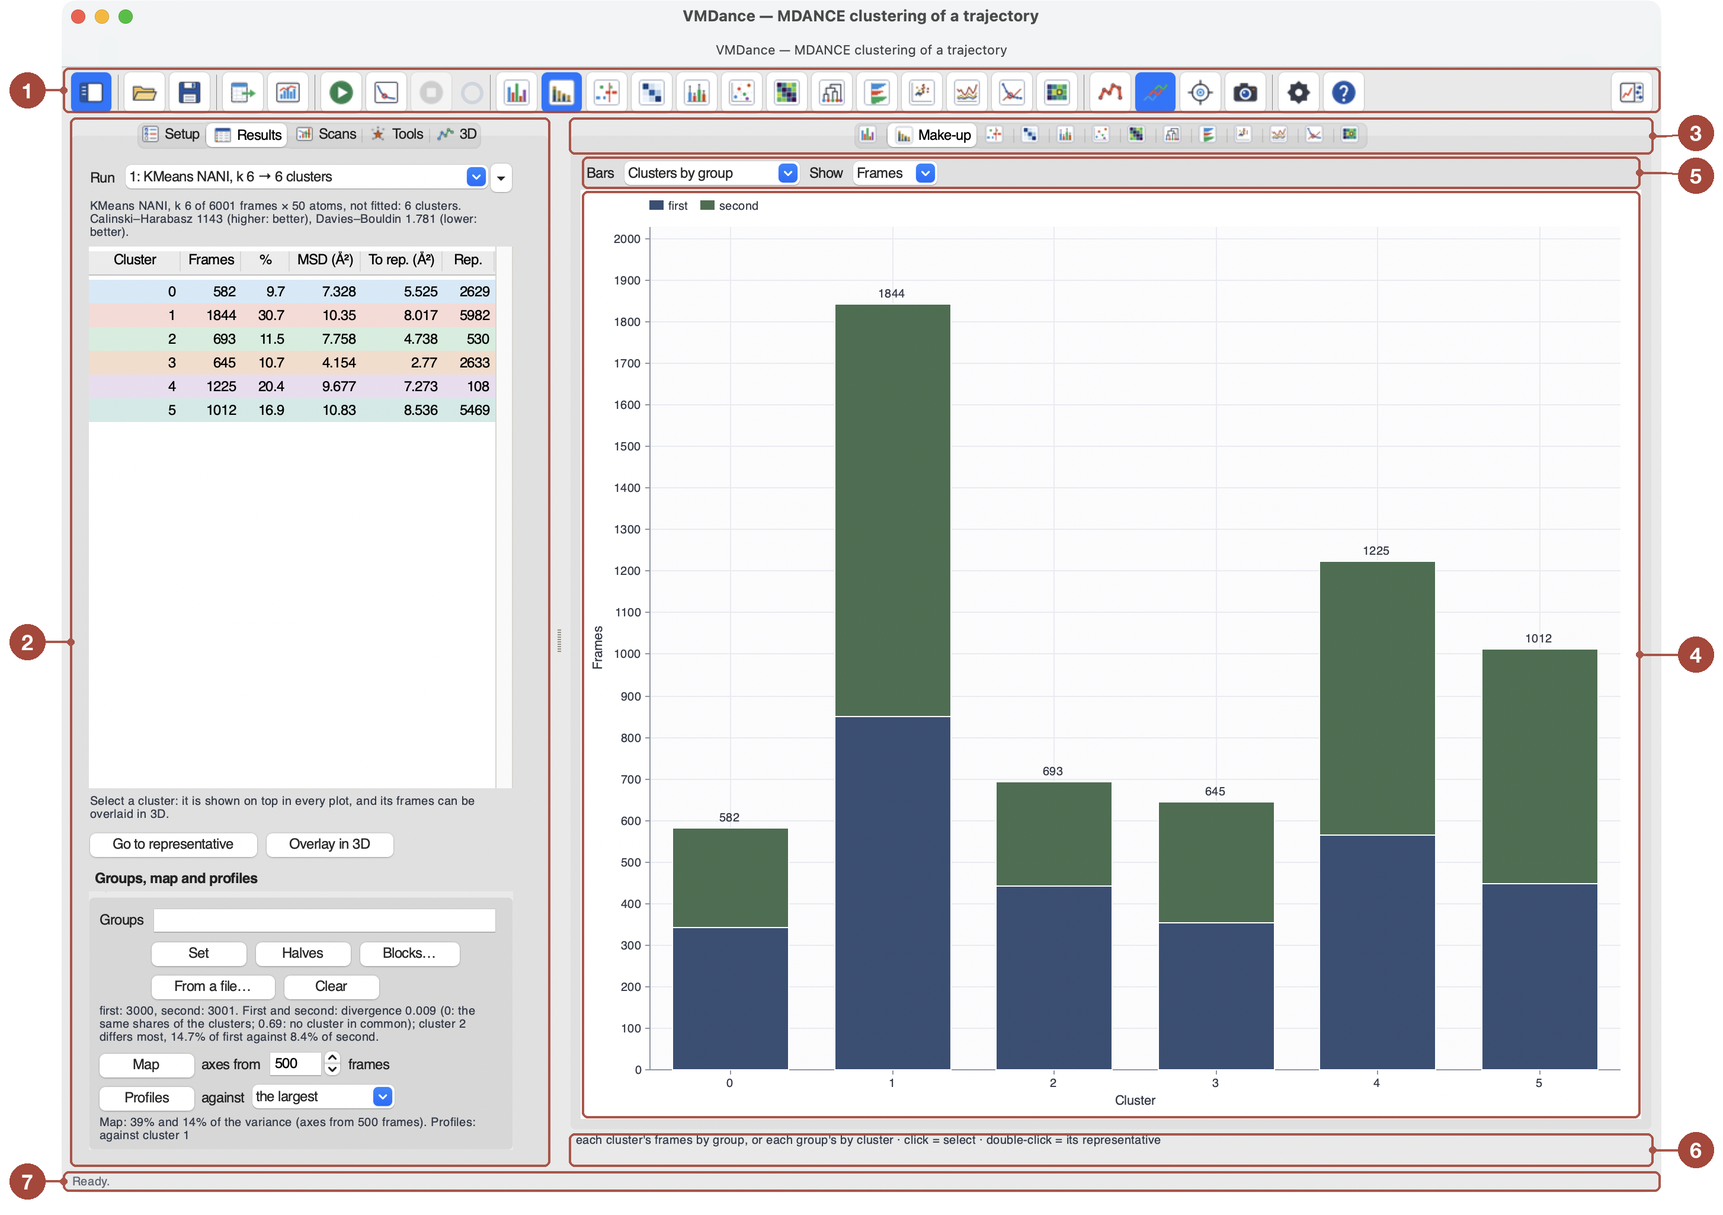 VMDance — MDANCE clustering of a trajectory
VMDance — MDANCE clustering of a trajectory
1
Setup Results Scans Tools 3D
Make-up
3
Run 1: KMeans NANI, k 6 → 6 clusters
Bars Clusters by group Show Frames
5
KMeans NANI, k 6 of 6001 frames × 50 atoms, not fitted: 6 clusters.
Calinski–Harabasz 1143 (higher: better), Davies–Bouldin 1.781 (lower:
better).
Cluster Frames % MSD (Å²) To rep. (Å²) Rep.
0 582 9.7 7.328 5.525 2629
1 1844 30.7 10.35 8.017 5982
2 693 11.5 7.758 4.738 530
3 645 10.7 4.154 2.77 2633
4 1225 20.4 9.677 7.273 108
5 1012 16.9 10.83 8.536 5469
2
Select a cluster: it is shown on top in every plot, and its frames can be
overlaid in 3D.
Go to representative Overlay in 3D
Groups, map and profiles
Groups
Set Halves Blocks...
From a file... Clear
first: 3000, second: 3001. First and second: divergence 0.009 (0: the
same shares of the clusters; 0.69: no cluster in common); cluster 2
differs most, 14.7% of first against 8.4% of second.
Map axes from 500 frames
Profiles against the largest
Map: 39% and 14% of the variance (axes from 500 frames). Profiles:
against cluster 1
first second
2000
1900
1800
1700
1600
1500
1400
1300
1200
1100
1000
900
800
700
600
500
400
300
200
100
0
Frames
582
1844
693
645
1225
1012
0 1 2 3 4 5
Cluster
4
each cluster's frames by group, or each group's by cluster · click = select · double-click = its representative
6
7
Ready.